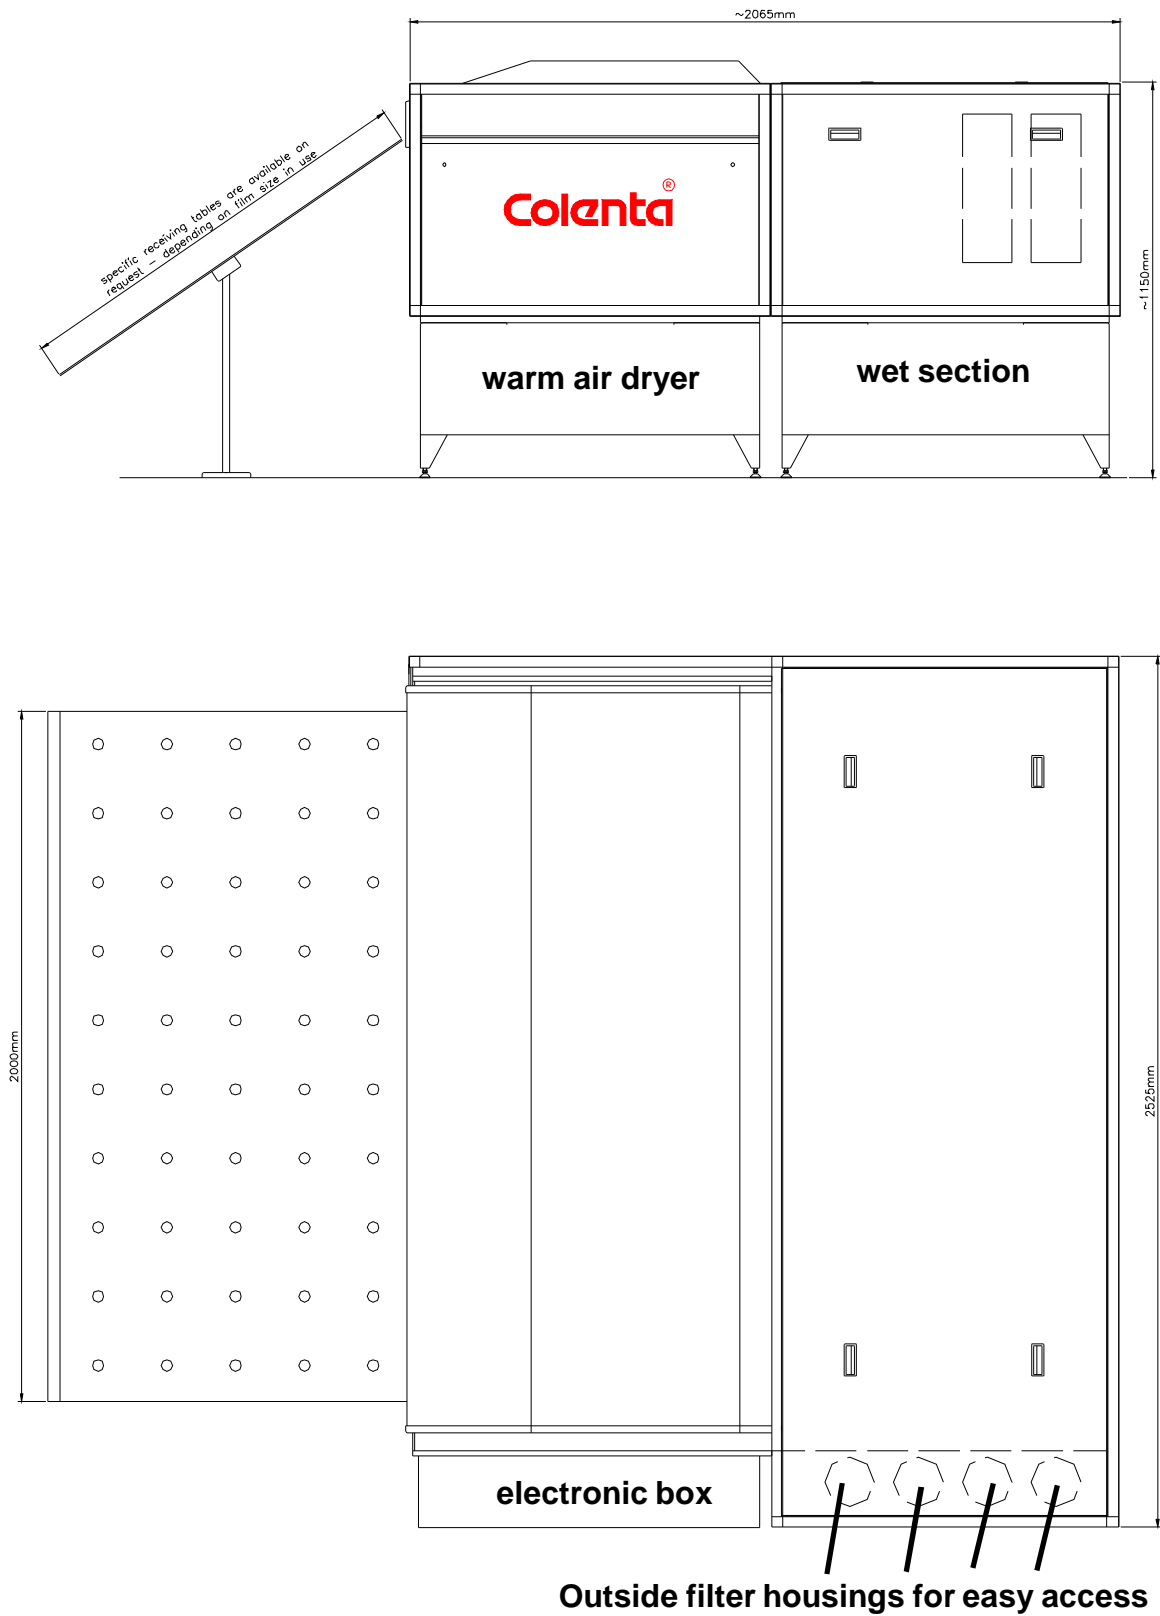 ~2065mm
specific receiving tables are available on
request – depending on film size in use
Colenta®
~1150mm
warm air dryer
wet section
2000mm
2525mm
electronic box
Outside filter housings for easy access